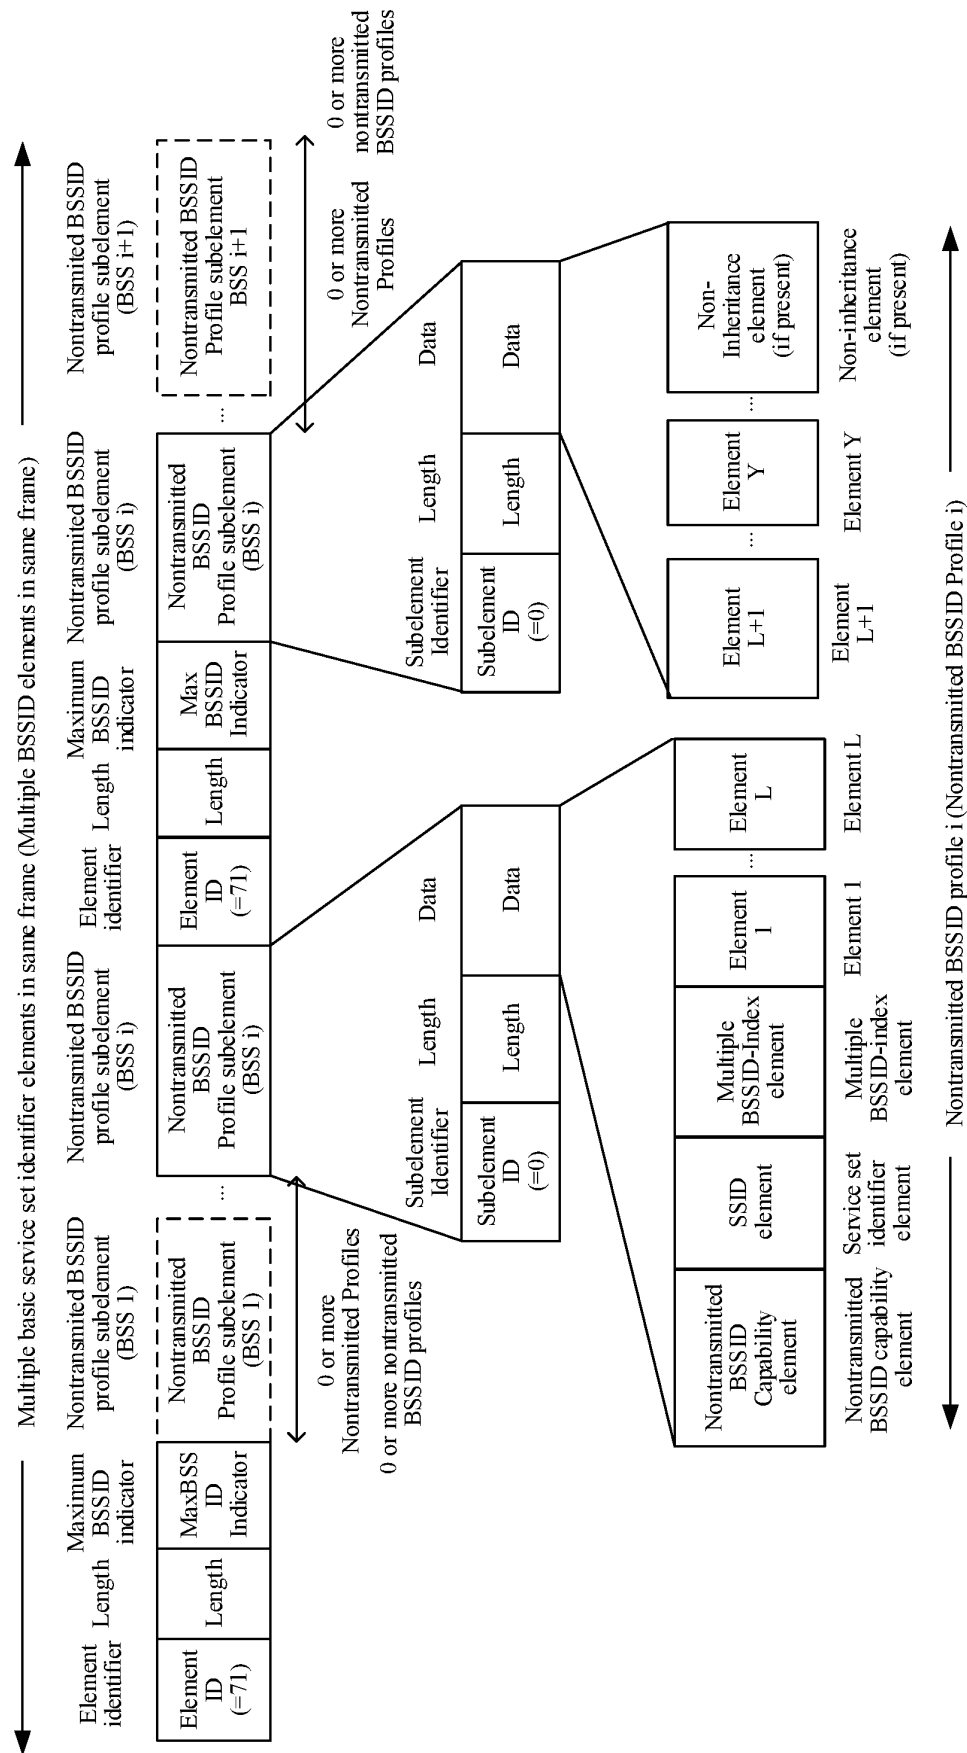 Multiple basic service set identifier elements in same frame (Multiple BSSID elements in same frame)
Element
identifier
Length
Maximum
BSSID
indicator
Nontransmited BSSID
profile subelement
(BSS 1)
Nontransmited BSSID
profile subelement
(BSS i)
Element
identifier
Length
Maximum
BSSID
indicator
Nontransmited BSSID
profile subelement
(BSS i)
Nontransmited BSSID
profile subelement
(BSS i+1)
Element
ID
(=71)
Length
MaxBSS
ID
Indicator
Nontransmitted
BSSID
Profile subelement
(BSS 1)
...
Nontransmitted
BSSID
Profile subelement
(BSS i)
Element
ID
(=71)
Length
Max
BSSID
Indicator
Nontransmitted
BSSID
Profile subelement
(BSS i)
...
Nontransmitted BSSID
Profile subelement
BSS i+1
0 or more
Nontransmitted Profiles
0 or more nontransmitted
BSSID profiles
0 or more
Nontransmitted
Profiles
0 or more
nontransmitted
BSSID profiles
Subelement
Identifier
Length
Data
Subelement
Identifier
Length
Data
Subelement
ID
(=0)
Length
Data
Subelement
ID
(=0)
Length
Data
Nontransmitted
BSSID
Capability
element
SSID
element
Multiple
BSSID-Index
element
Element
1
...
Element
L
Element
L+1
...
Element
Y
...
Non-
Inheritance
element
(if present)
Nontransmitted
BSSID capability
element
Service set
identifier
element
Multiple
BSSID-index
element
Element 1
Element L
Element
L+1
Element Y
Non-inheritance
element
(if present)
Nontransmitted BSSID profile i (Nontransmitted BSSID Profile i)